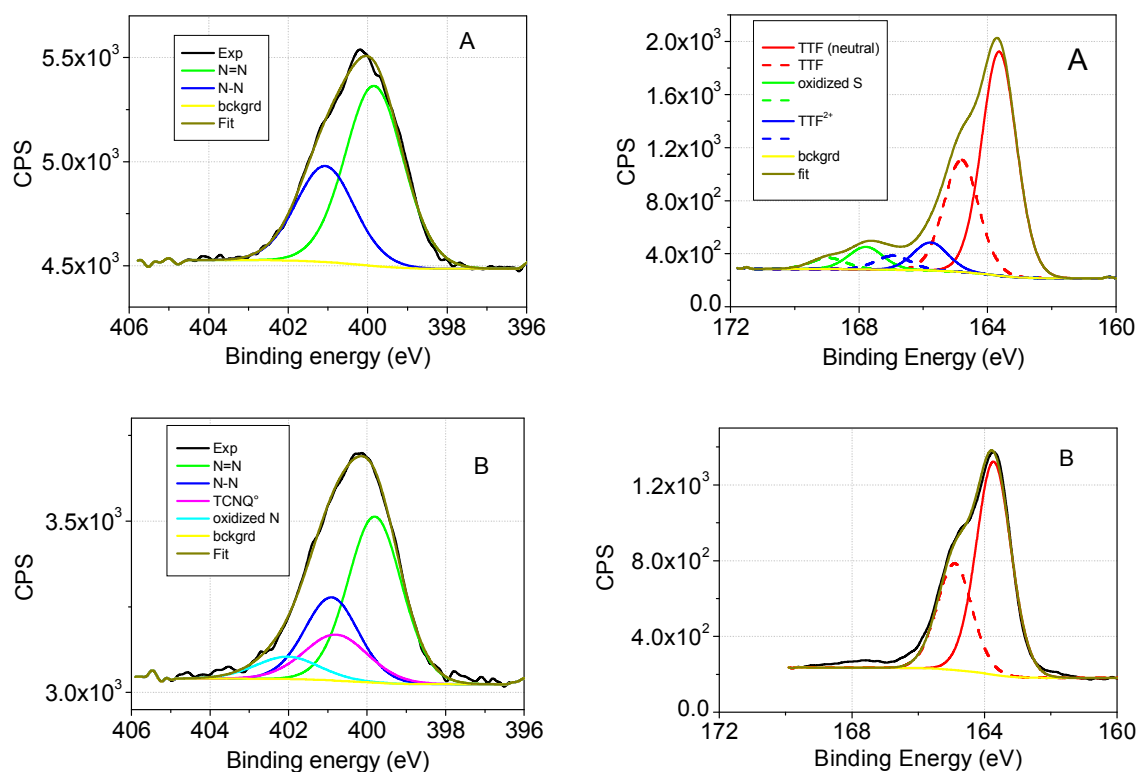 A
Exp
N=N
N-N
bckgrd
Fit
5.5x10³
5.0x10³
4.5x10³
CPS
406 404 402 400 398 396
Binding energy (eV)
A
TTF (neutral)
TTF
oxidized S
TTF²⁺
bckgrd
fit
2.0x10³
1.6x10³
1.2x10³
8.0x10²
4.0x10²
0.0
CPS
172 168 164 160
Binding Energy (eV)
B
Exp
N=N
N-N
TCNQ°
oxidized N
bckgrd
Fit
3.5x10³
3.0x10³
CPS
406 404 402 400 398 396
Binding energy (eV)
B
1.2x10³
8.0x10²
4.0x10²
0.0
CPS
172 168 164 160
Binding Energy (eV)